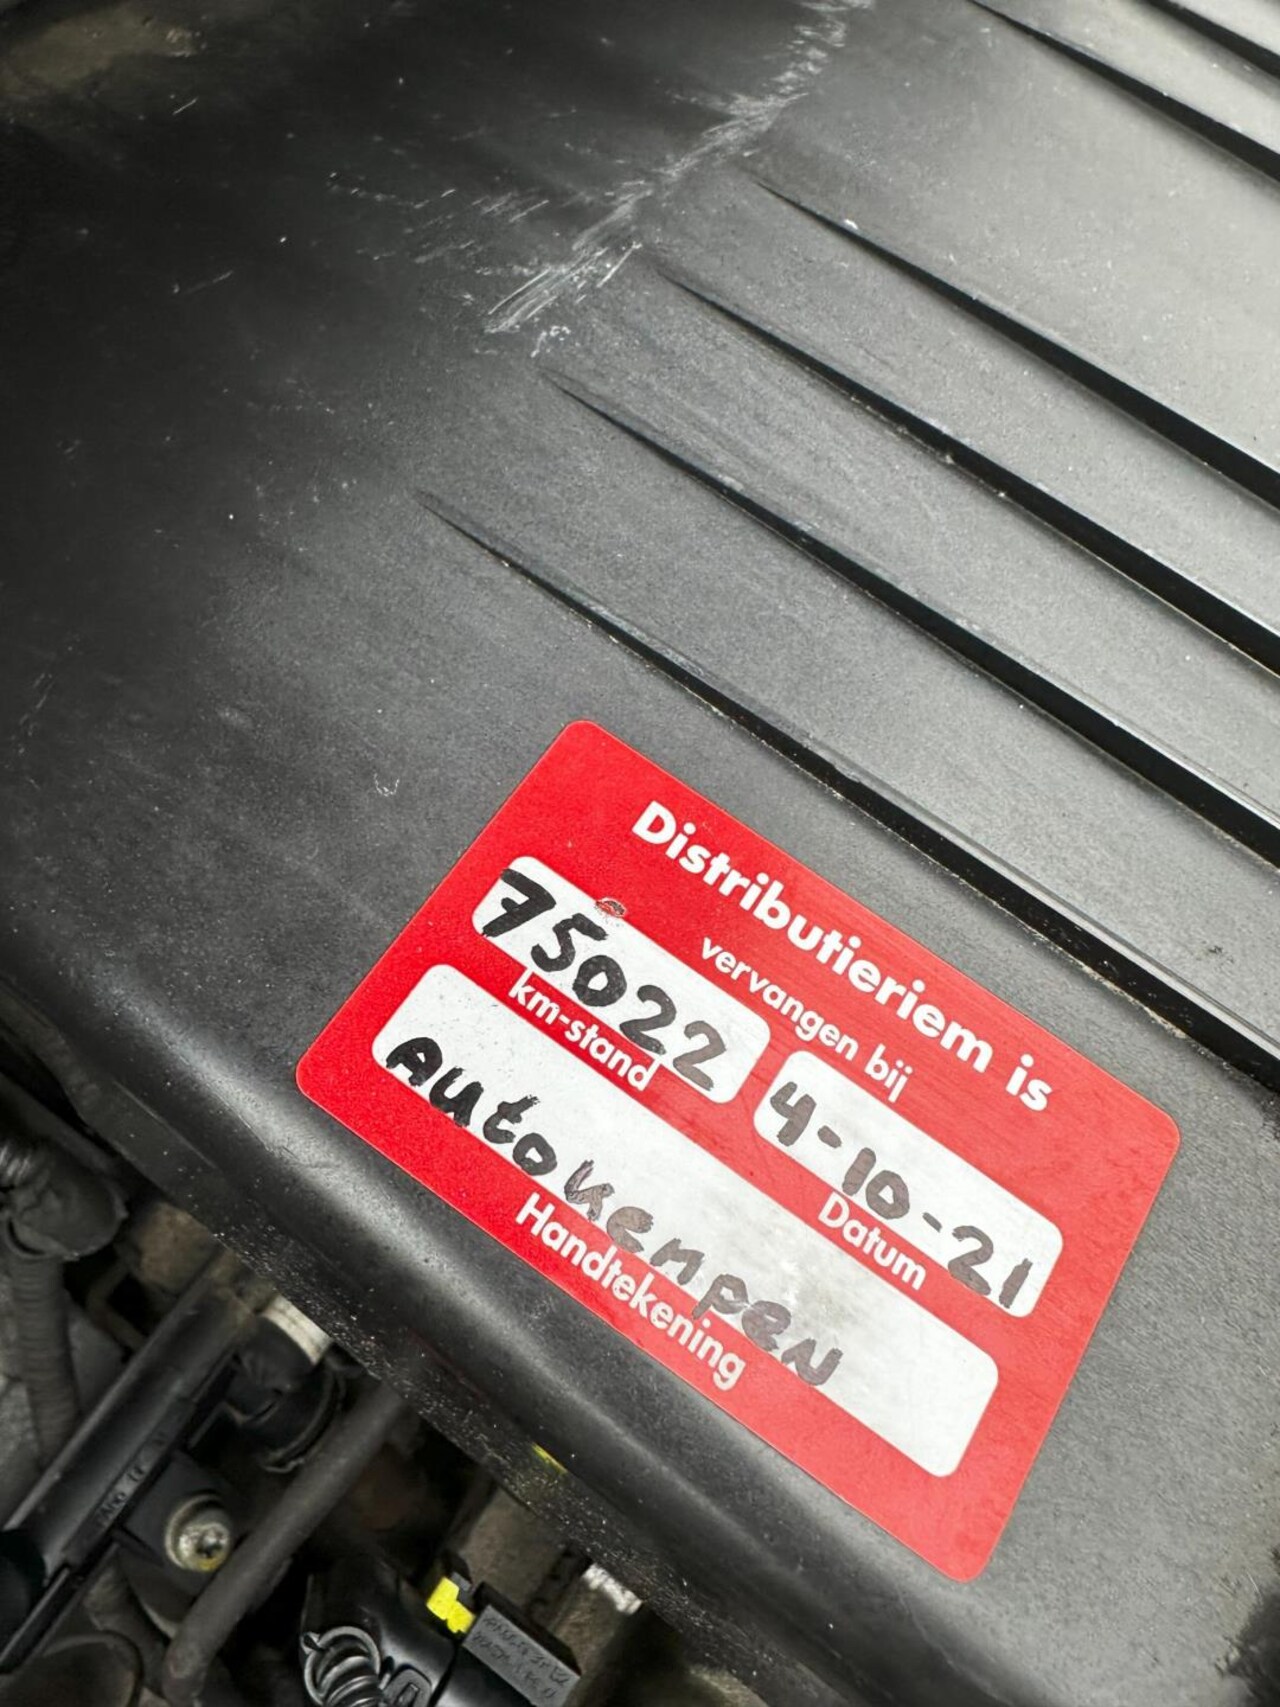 Distributieriem is
vervangen bij
75022
km-stand
4-10-21
Datum
Autokempen
Handtekening